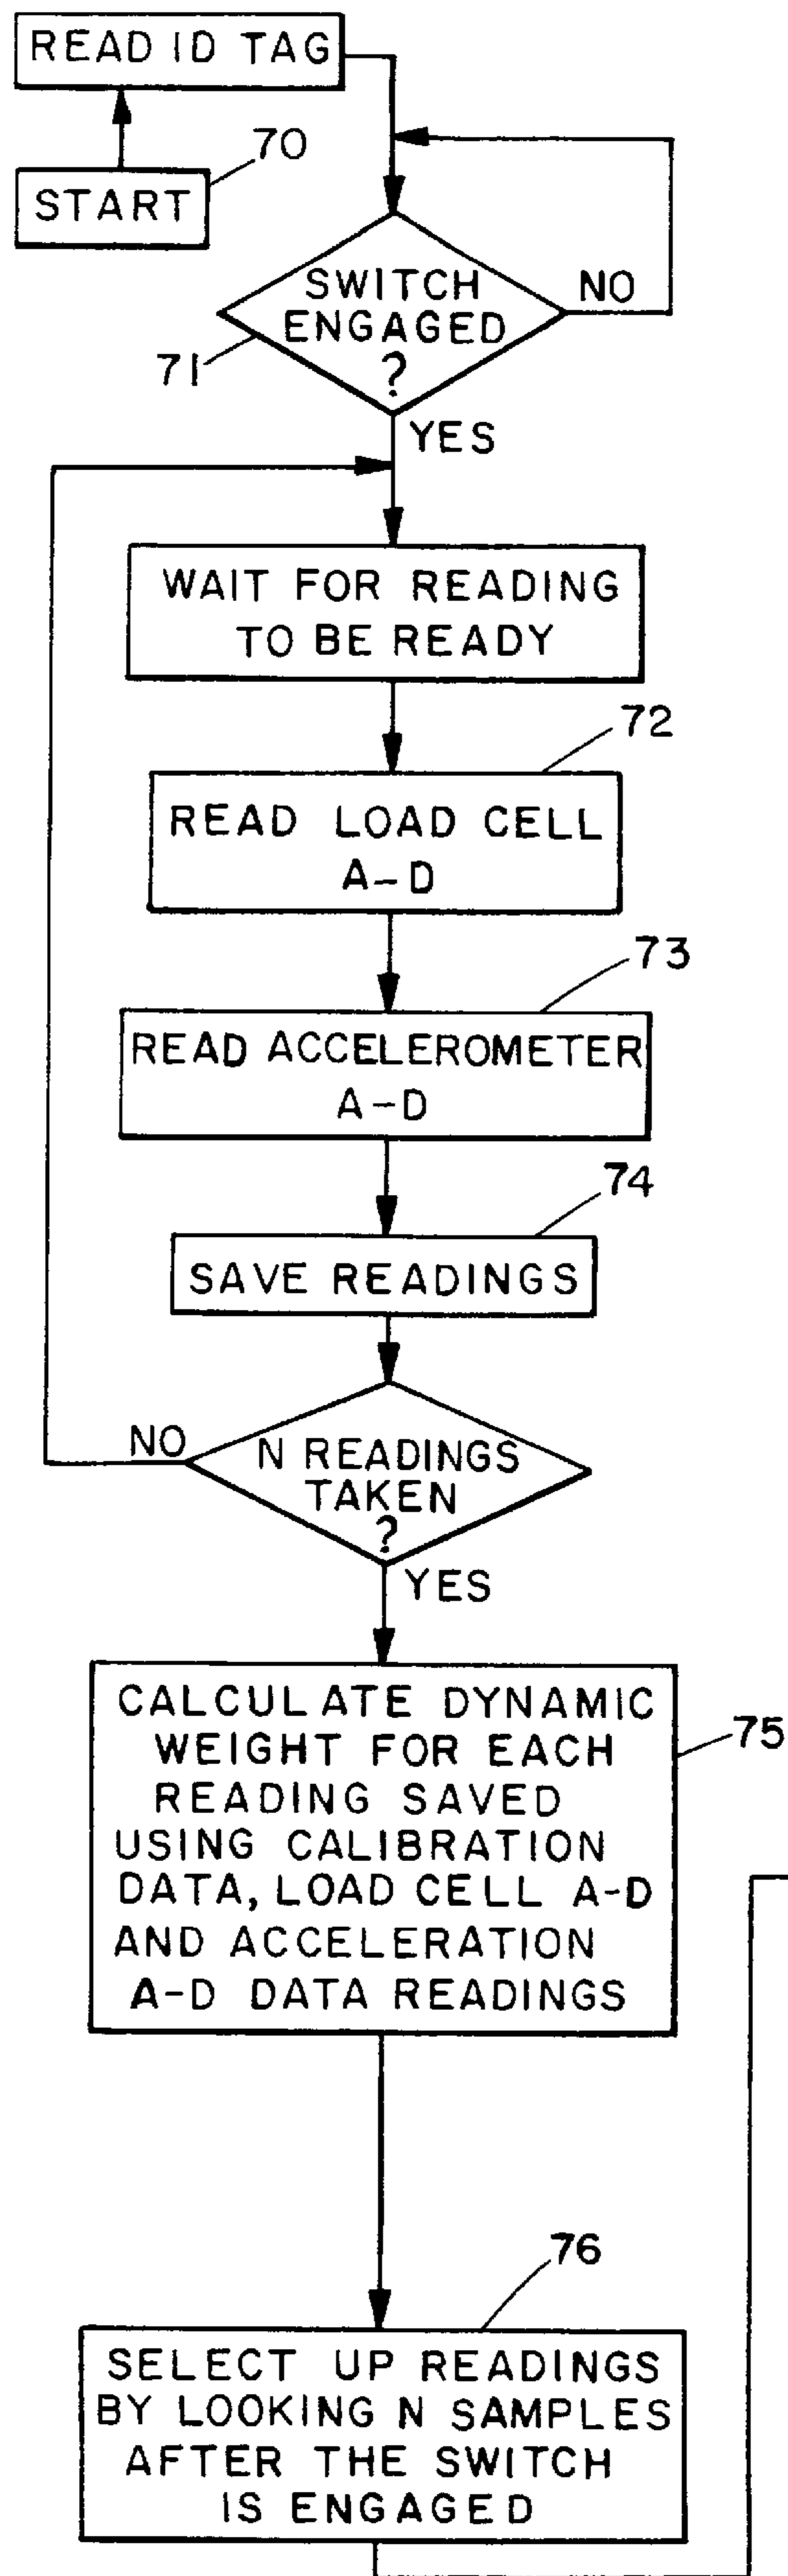 READ ID TAG
70
START
SWITCH
ENGAGED
?
NO
71
YES
WAIT FOR READING
TO BE READY
72
READ LOAD CELL
A-D
73
READ ACCELEROMETER
A-D
74
SAVE READINGS
NO
N READINGS
TAKEN
?
YES
CALCULATE DYNAMIC
WEIGHT FOR EACH
READING SAVED
USING CALIBRATION
DATA, LOAD CELL A-D
AND ACCELERATION
A-D DATA READINGS
75
76
SELECT UP READINGS
BY LOOKING N SAMPLES
AFTER THE SWITCH
IS ENGAGED